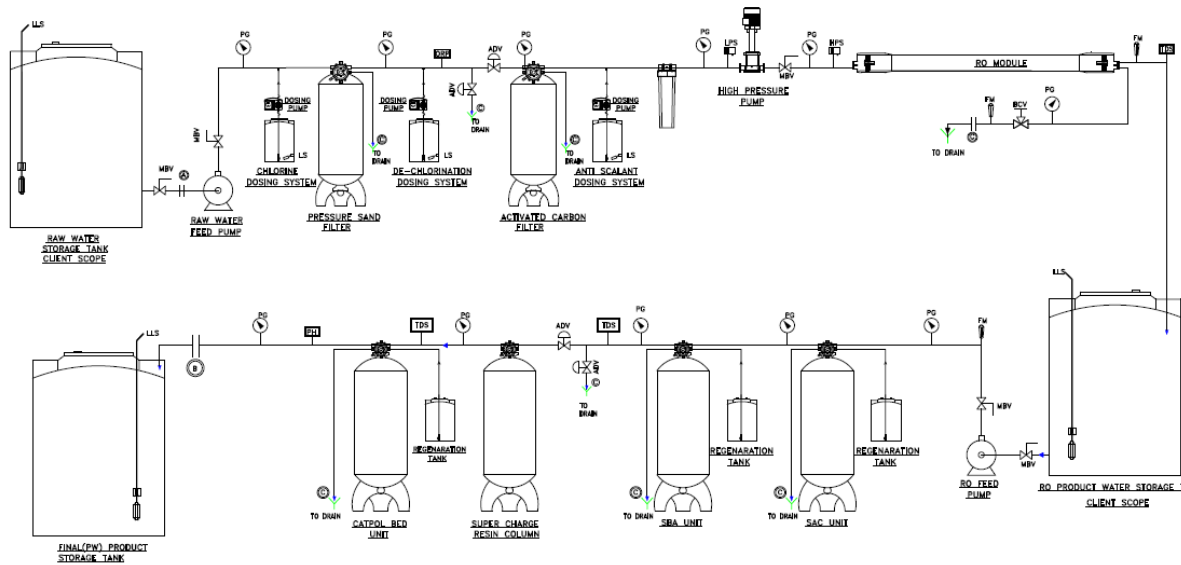 LLS
PG
PG
ORP
ADV
PG
PG
LPS
PG
HPS
FM
TDS
MBV
HIGH PRESSURE
PUMP
RO MODULE
DOSING
PUMP
DOSING
PUMP
ADV
C
TO
DRAIN
DOSING
PUMP
PG
FM
BCV
C
TO DRAIN
MBV
LS
C
TO
DRAIN
LS
C
TO
DRAIN
LS
MBV
A
CHLORINE
DOSING SYSTEM
DE-CHLORINATION
DOSING SYSTEM
ANTI SCALANT
DOSING SYSTEM
RAW WATER
FEED PUMP
PRESSURE SAND
FILTER
ACTIVATED CARBON
FILTER
RAW WATER
STORAGE TANK
CLIENT SCOPE
LLS
LLS
B
PG
PH
TDS
PG
ADV
TDS
PG
PG
PG
FM
ADV
C
TO
DRAIN
MBV
MBV
REGENARATION
TANK
REGENARATION
TANK
REGENARATION
TANK
C
TO DRAIN
C
TO DRAIN
C
TO DRAIN
RO FEED
PUMP
RO PRODUCT WATER STORAGE T
CLIENT SCOPE
CATPOL BED
UNIT
SUPER CHARGE
RESIN COLUMN
SBA UNIT
SAC UNIT
FINAL(PW) PRODUCT
STORAGE TANK